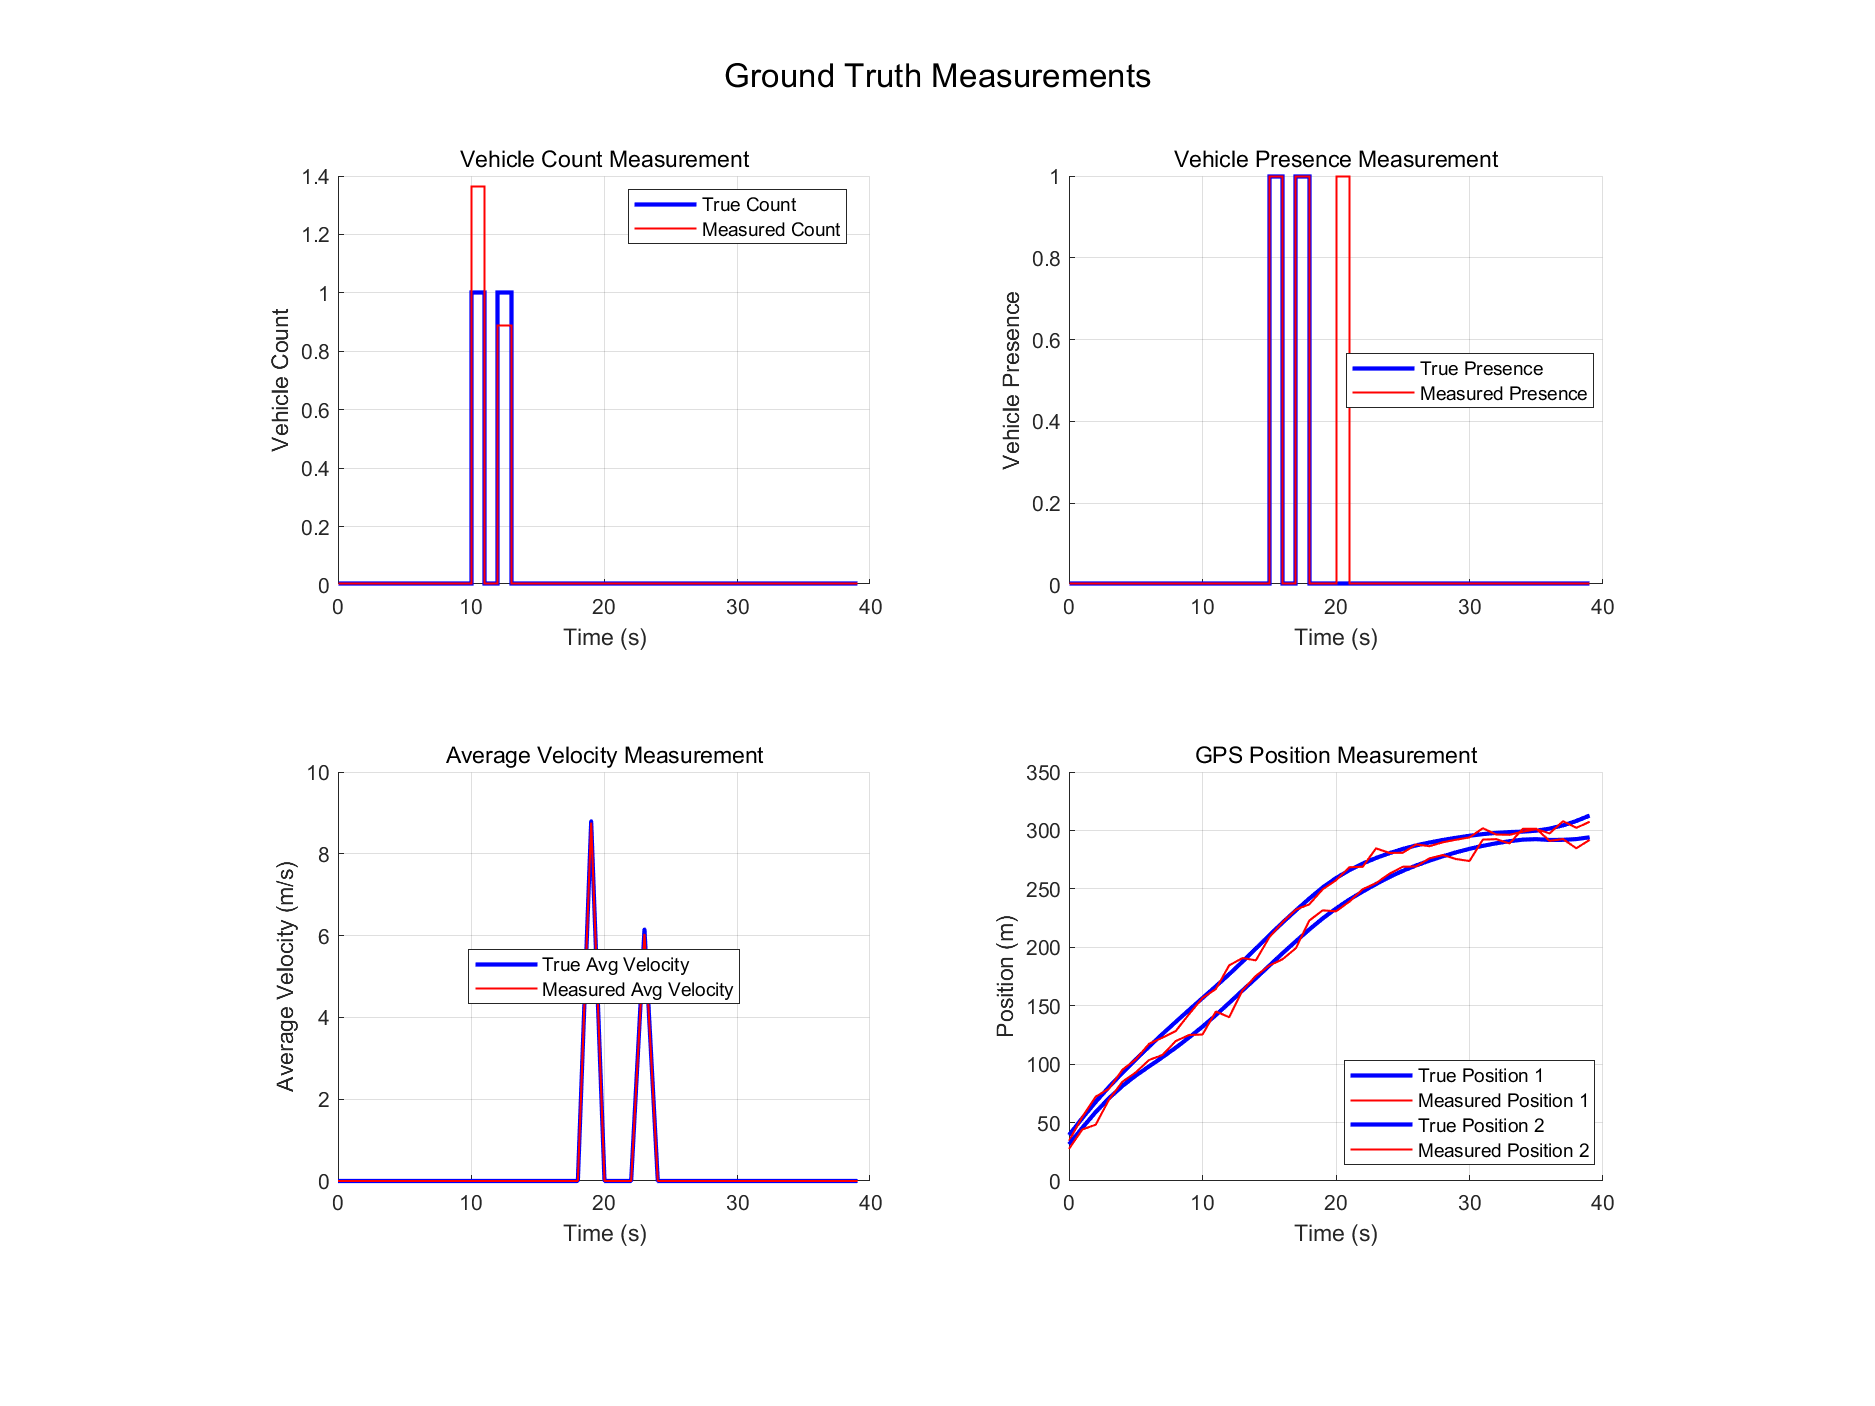 Ground Truth Measurements
Vehicle Count Measurement
1.4
1.2
1
0.8
0.6
0.4
0.2
0
Vehicle Count
True Count
Measured Count
0 10 20 30 40
Time (s)
Vehicle Presence Measurement
1
0.8
0.6
0.4
0.2
0
Vehicle Presence
True Presence
Measured Presence
0 10 20 30 40
Time (s)
Average Velocity Measurement
10
8
6
4
2
0
Average Velocity (m/s)
True Avg Velocity
Measured Avg Velocity
0 10 20 30 40
Time (s)
GPS Position Measurement
350
300
250
200
150
100
50
0
Position (m)
True Position 1
Measured Position 1
True Position 2
Measured Position 2
0 10 20 30 40
Time (s)